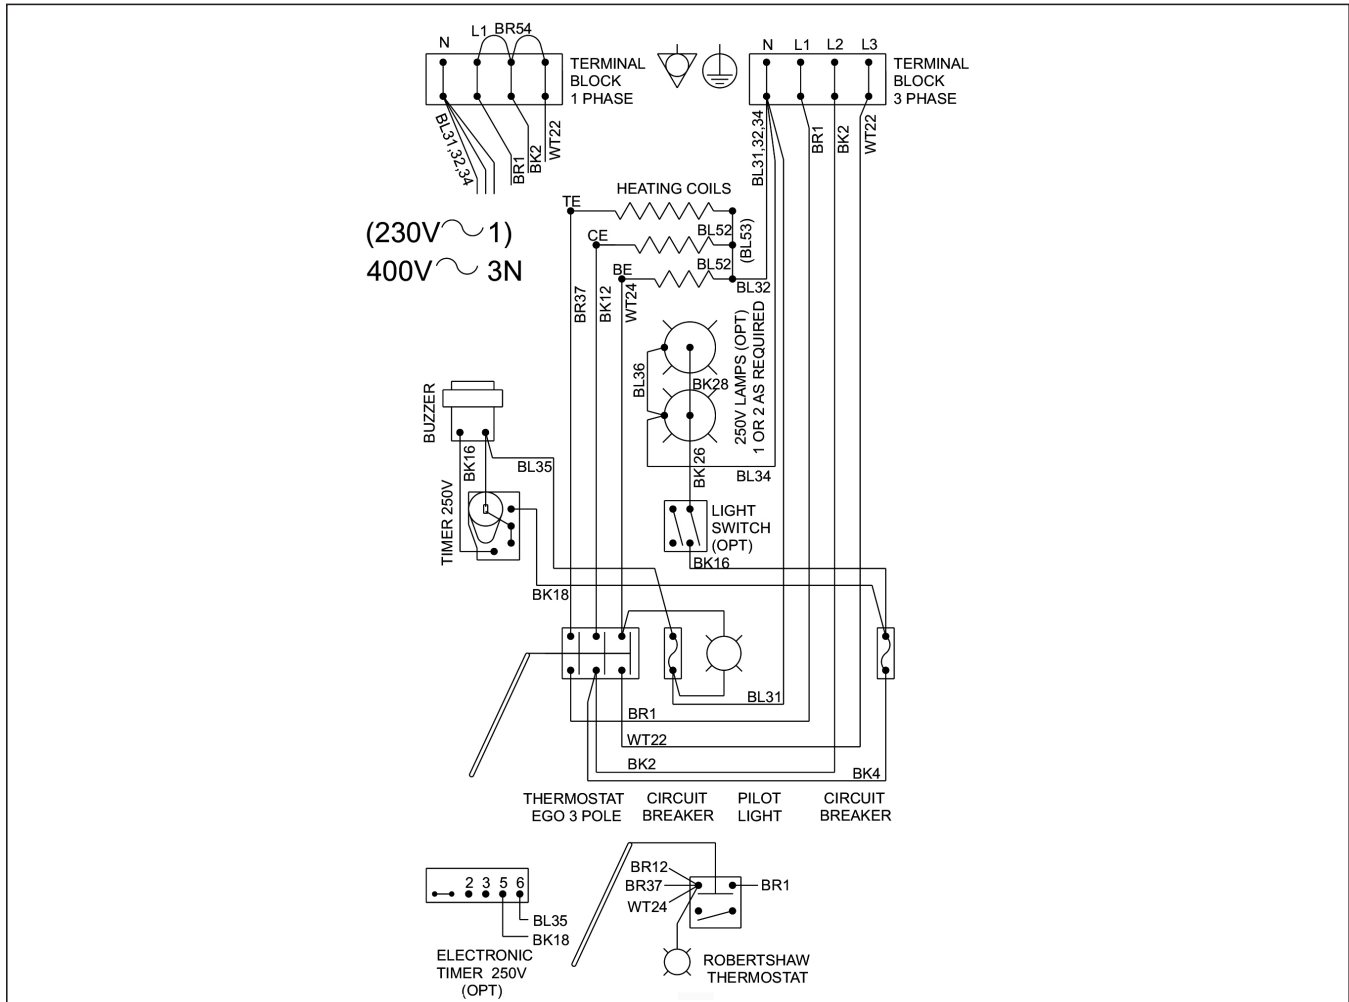 N
L1
BR54
TERMINAL
BLOCK
1 PHASE
BL31,32,34
BR1
BK2
WT22
N L1 L2 L3
TERMINAL
BLOCK
3 PHASE
BL31,32,34
BR1
BK2
WT22
(230V 1)
400V 3N
HEATING COILS
TE
CE
BE
BL52
BL52
(BL53)
BL32
BR37
BK12
WT24
BL36
BK28
250V LAMPS (OPT)
1 OR 2 AS REQUIRED
BK26
BL34
BUZZER
BK16
BL35
TIMER 250V
LIGHT
SWITCH
(OPT)
BK16
BK18
BL31
BR1
WT22
BK2
BK4
THERMOSTAT
EGO 3 POLE
CIRCUIT
BREAKER
PILOT
LIGHT
CIRCUIT
BREAKER
2 3 5 6
BL35
BK18
ELECTRONIC
TIMER 250V
(OPT)
BR12
BR37
WT24
BR1
ROBERTSHAW
THERMOSTAT